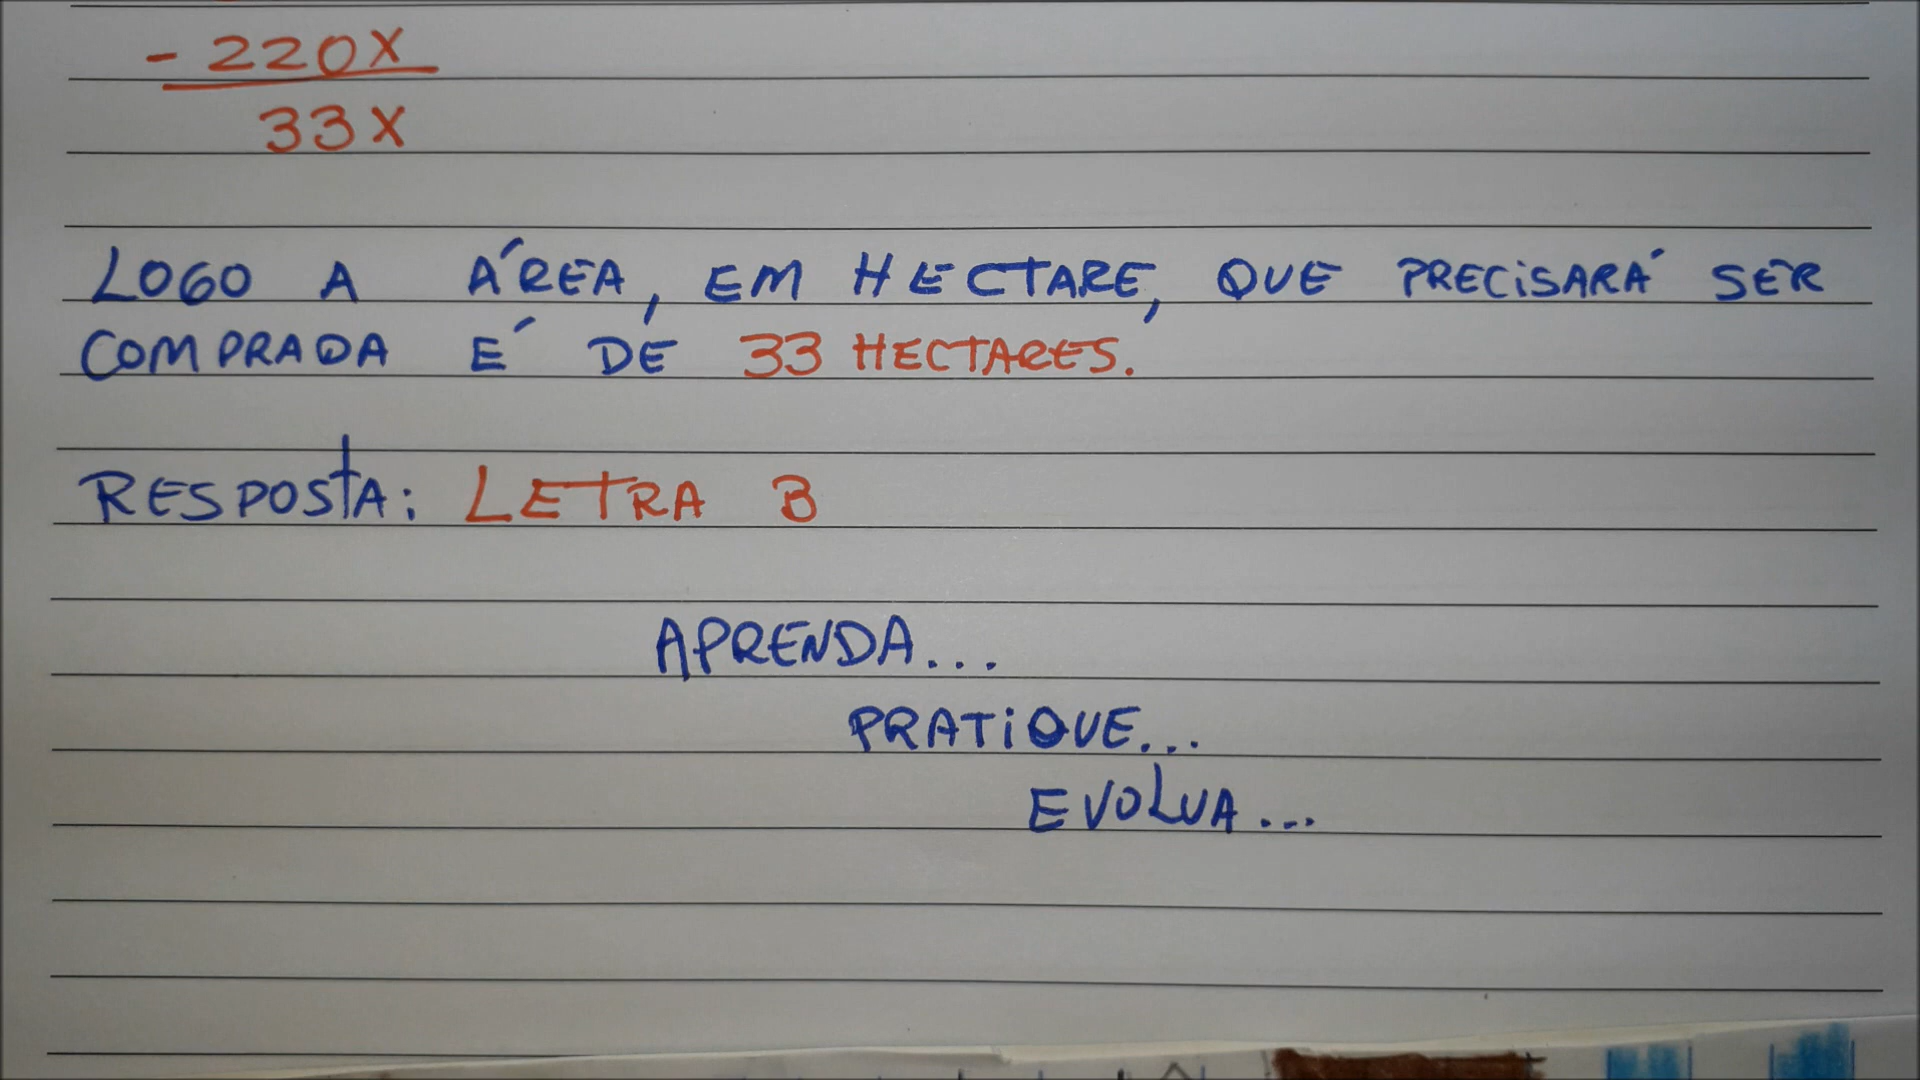 - 220X
33X
LOGO A ÁREA, EM HECTARE, QUE PRECiSARÁ SER
COMPRADA É DE 33 HECTARES.
RESPOSTA: LETRA B
APRENDA...
PRATiQUE...
EVOLUA...